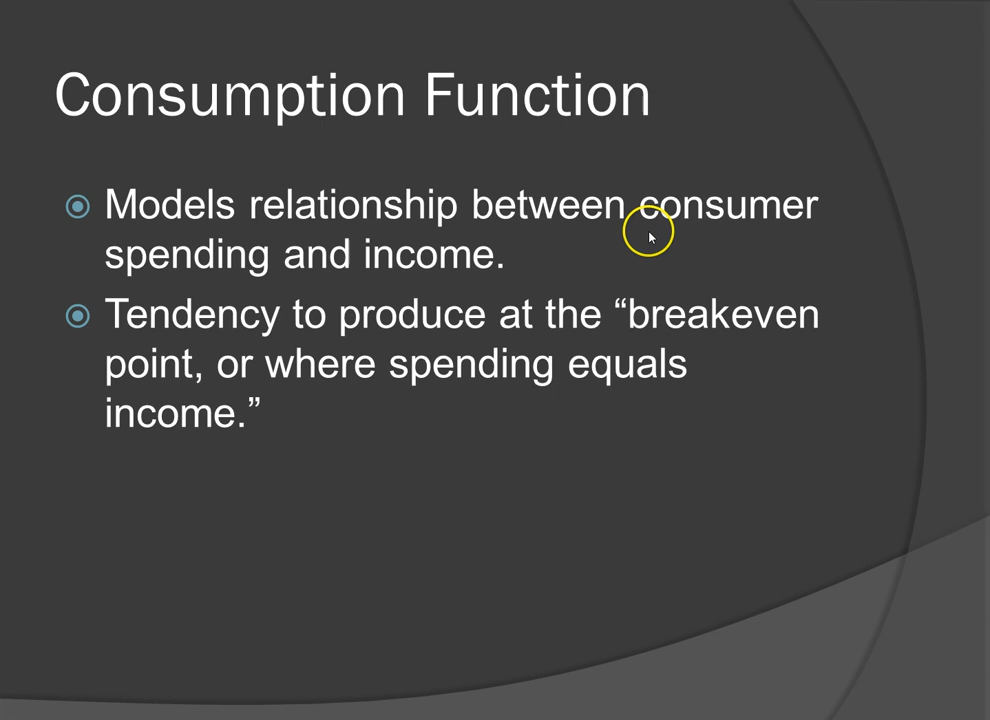 Consumption Function
Models relationship between consumer
spending and income.
Tendency to produce at the “breakeven
point, or where spending equals
income.”